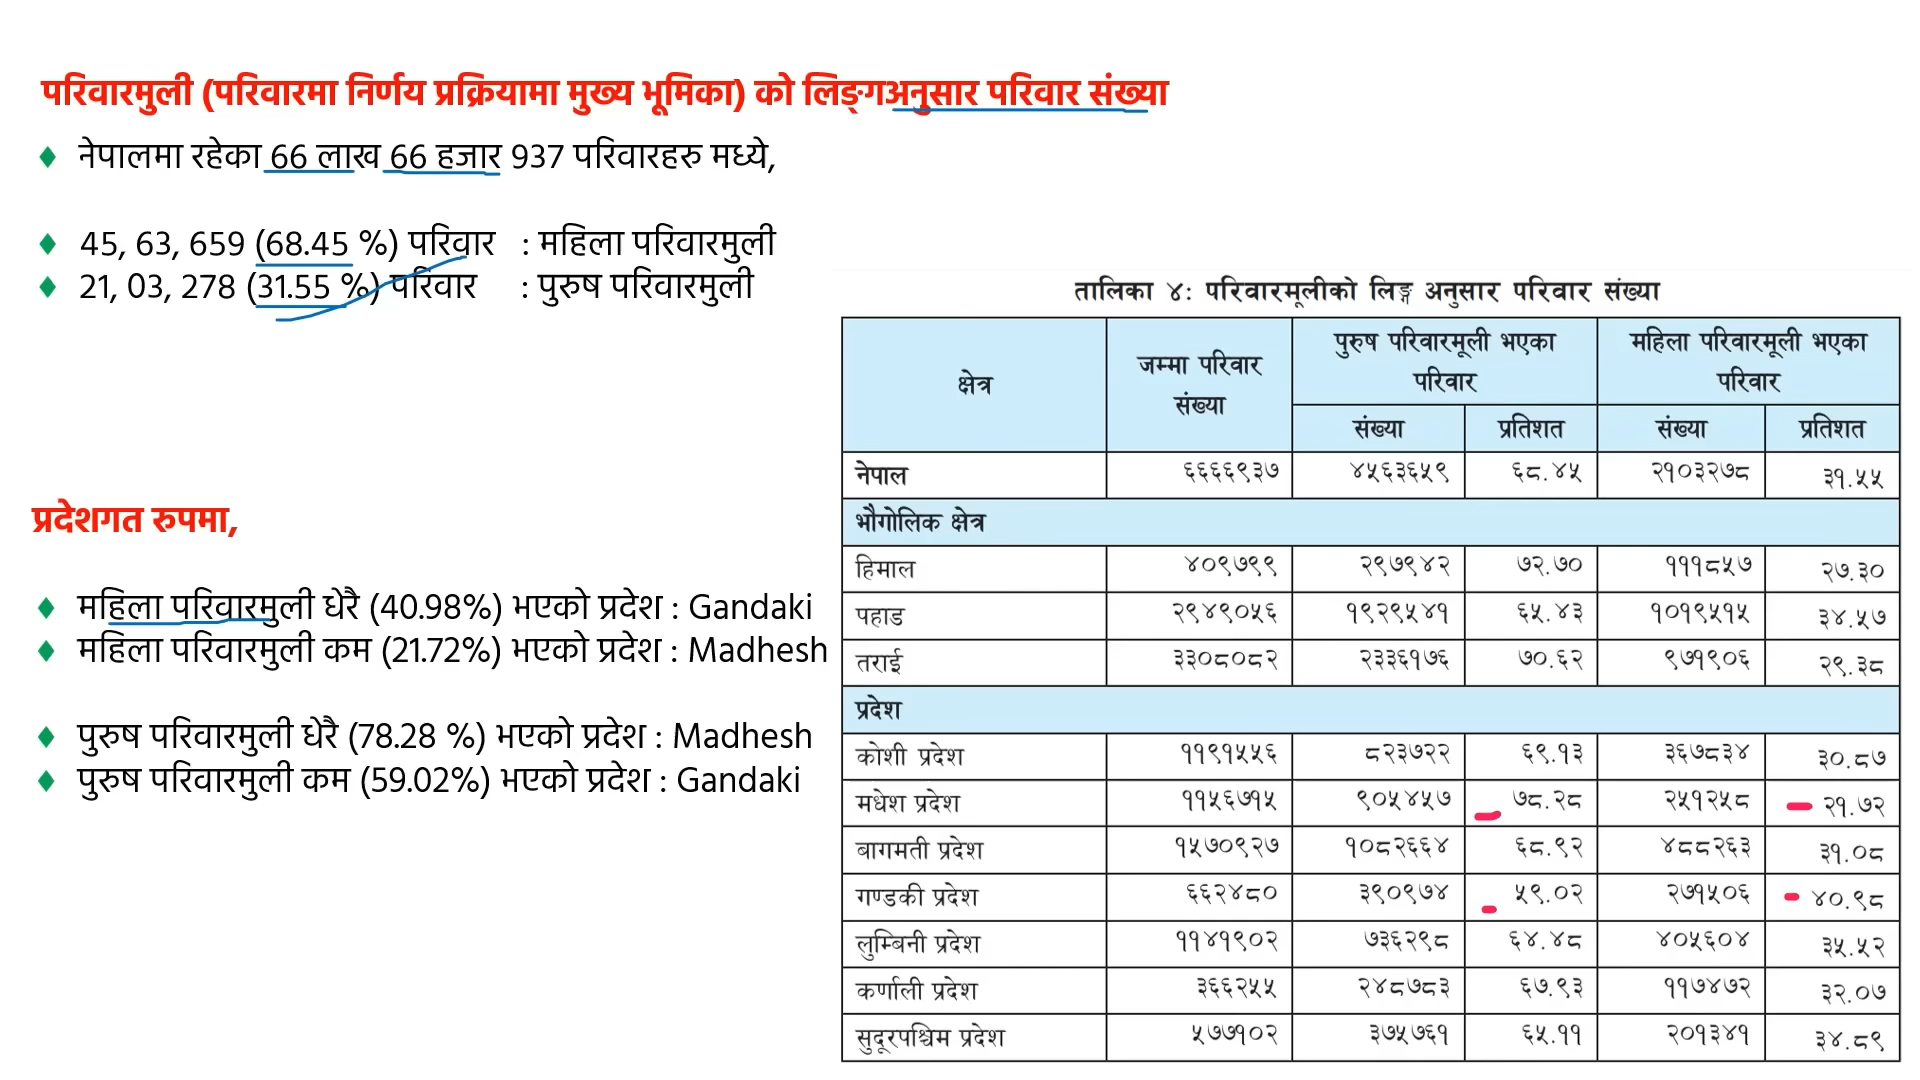 परिवारमुली (परिवारमा निर्णय प्रक्रियामा मुख्य भूमिका) को लिङ्गअनुसार परिवार संख्या
नेपालमा रहेका 66 लाख 66 हजार 937 परिवारहरु मध्ये,
45, 63, 659 (68.45 %) परिवार : महिला परिवारमुली
21, 03, 278 (31.55 %) परिवार : पुरुष परिवारमुली
प्रदेशगत रुपमा,
महिला परिवारमुली धेरै (40.98%) भएको प्रदेश : Gandaki
महिला परिवारमुली कम (21.72%) भएको प्रदेश : Madhesh
पुरुष परिवारमुली धेरै (78.28 %) भएको प्रदेश : Madhesh
पुरुष परिवारमुली कम (59.02%) भएको प्रदेश : Gandaki
तालिका ४: परिवारमूलीको लिङ्ग अनुसार परिवार संख्या
क्षेत्र जम्मा परिवार संख्या पुरुष परिवारमूली भएका परिवार महिला परिवारमूली भएका परिवार
संख्या प्रतिशत संख्या प्रतिशत
नेपाल ६६६६९३७ ४५६३६५९ ६८.४५ २१०३२७८ ३१.५५
भौगोलिक क्षेत्र
हिमाल ४०९७९९ २९७९४२ ७२.७० १११८५७ २७.३०
पहाड २९४९०५६ १९२९५४१ ६५.४३ १०१९५१५ ३४.५७
तराई ३३०८०८२ २३३६१७६ ७०.६२ ९७१९०६ २९.३८
प्रदेश
कोशी प्रदेश ११९१५५६ ८२३७२२ ६९.१३ ३६७८३४ ३०.८७
मधेश प्रदेश ११५६७१५ ९०५४५७ ७८.२८ २५१२५८ २१.७२
बागमती प्रदेश १५७०९२७ १०८२६६४ ६८.९२ ४८८२६३ ३१.०८
गण्डकी प्रदेश ६६२४८० ३९०९७४ ५९.०२ २७१५०६ ४०.९८
लुम्बिनी प्रदेश ११४१९०२ ७३६२९८ ६४.४८ ४०५६०४ ३५.५२
कर्णाली प्रदेश ३६६२५५ २४८७८३ ६७.९३ ११७४७२ ३२.०७
सुदूरपश्चिम प्रदेश ५७७१०२ ३७५७६१ ६५.११ २०१३४१ ३४.८९